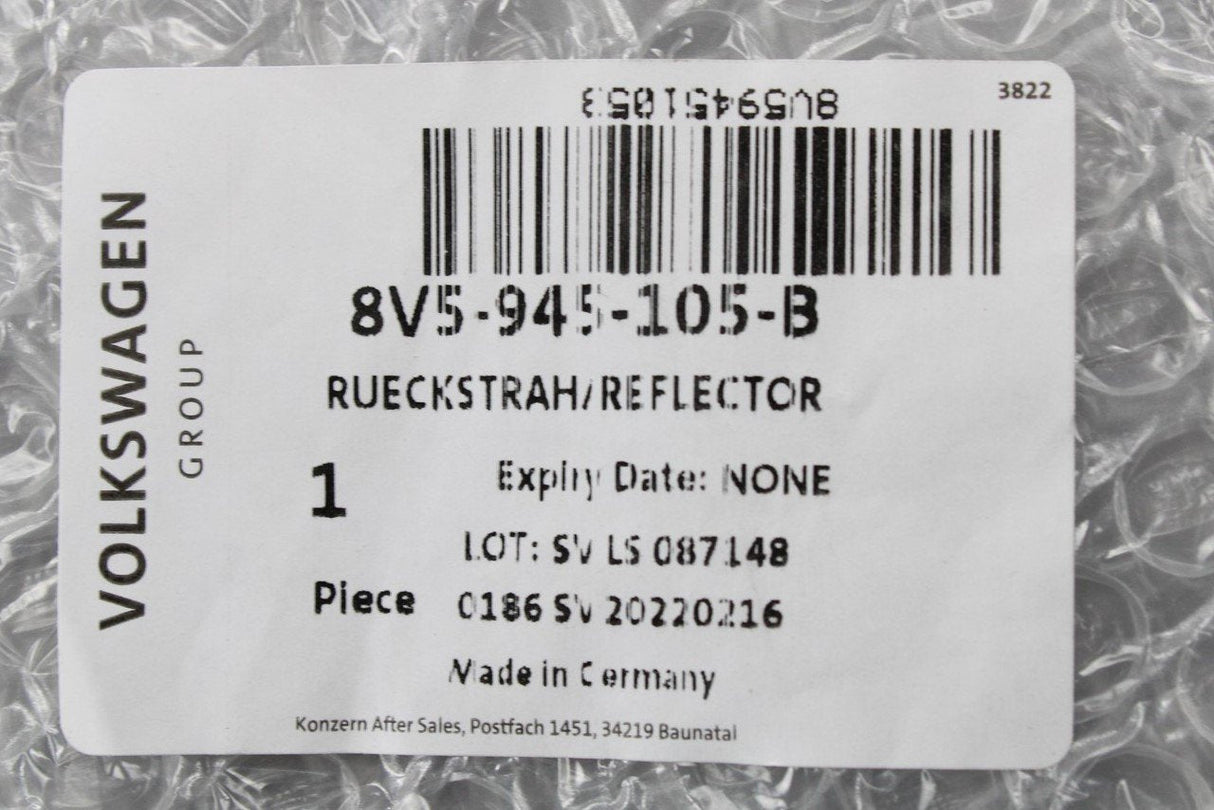 3822
8V5945105B
8V5-945-105-B
RUECKSTRAH/REFLECTOR
1
Expiry Date: NONE
LOT: SV LS 087148
Piece
0186 SV 20220216
Made in Germany
Konzern After Sales, Postfach 1451, 34219 Baunatal
VOLKSWAGEN
GROUP